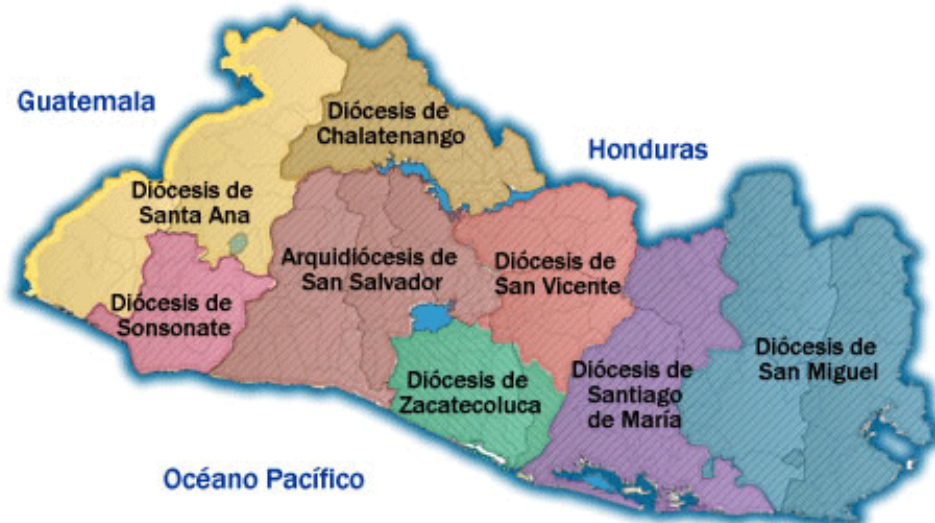 Guatemala
Diócesis de
Chalatenango
Honduras
Diócesis de
Santa Ana
Arquidiócesis de
San Salvador
Diócesis de
San Vicente
Diócesis de
Sonsonate
Diócesis de
Zacatecoluca
Diócesis de
Santiago
de María
Diócesis de
San Miguel
Océano Pacífico